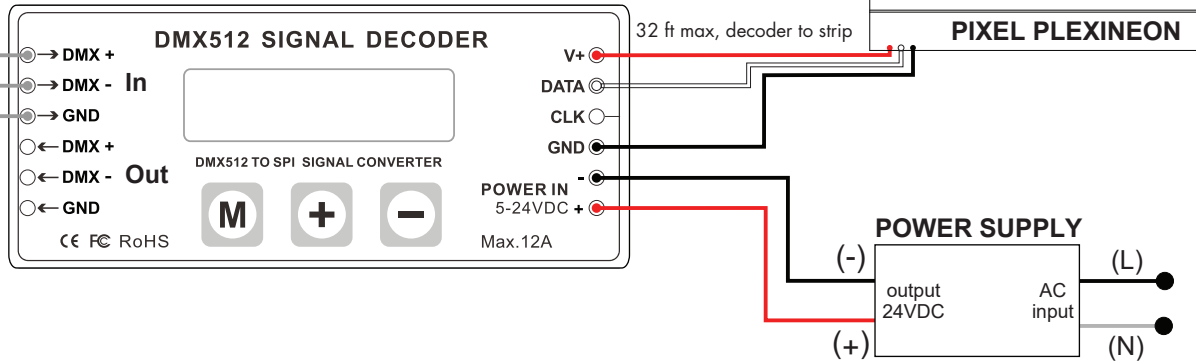 DMX512 SIGNAL DECODER
DMX +
DMX - In
GND
DMX +
DMX - Out
GND
CE FC RoHS
DMX512 TO SPI SIGNAL CONVERTER
M + −
V+
DATA
CLK
GND
-
POWER IN
5-24VDC +
Max.12A
32 ft max, decoder to strip
PIXEL PLEXINEON
POWER SUPPLY
(-)
(+)
output
24VDC
AC
input
(L)
(N)